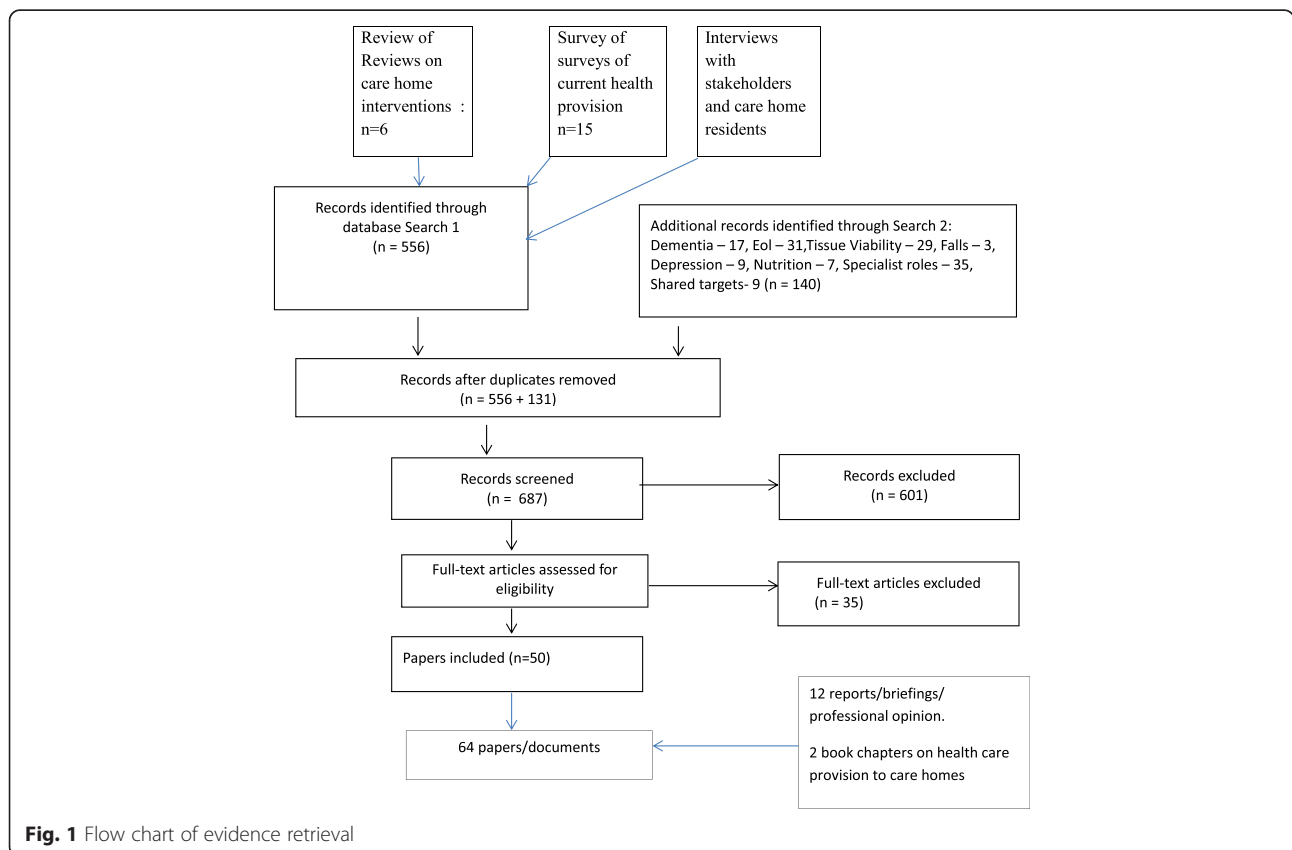 Review of
Reviews on
care home
interventions :
n=6
Survey of
surveys of
current health
provision
n=15
Interviews
with
stakeholders
and care home
residents
Records identified through
database Search 1
(n = 556)
Additional records identified through Search 2:
Dementia – 17, Eol – 31,Tissue Viability – 29, Falls – 3,
Depression – 9, Nutrition – 7, Specialist roles – 35,
Shared targets- 9 (n = 140)
Records after duplicates removed
(n = 556 + 131)
Records screened
(n = 687)
Records excluded
(n = 601)
Full-text articles assessed for
eligibility
Full-text articles excluded
(n = 35)
Papers included (n=50)
12 reports/briefings/
professional opinion.
2 book chapters on health care
provision to care homes
64 papers/documents
Fig. 1 Flow chart of evidence retrieval